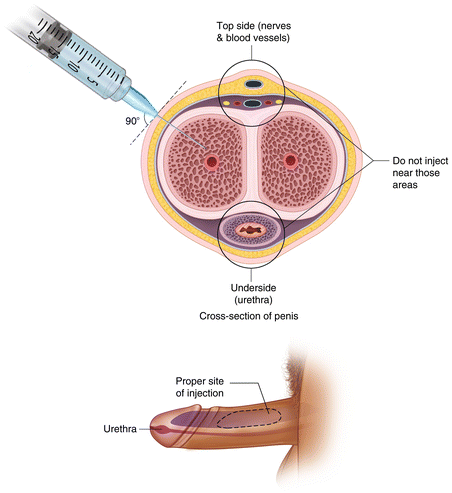 Top side (nerves
& blood vessels)
90°
Do not inject
near those
areas
Underside
(urethra)
Cross-section of penis
Proper site
of injection
Urethra